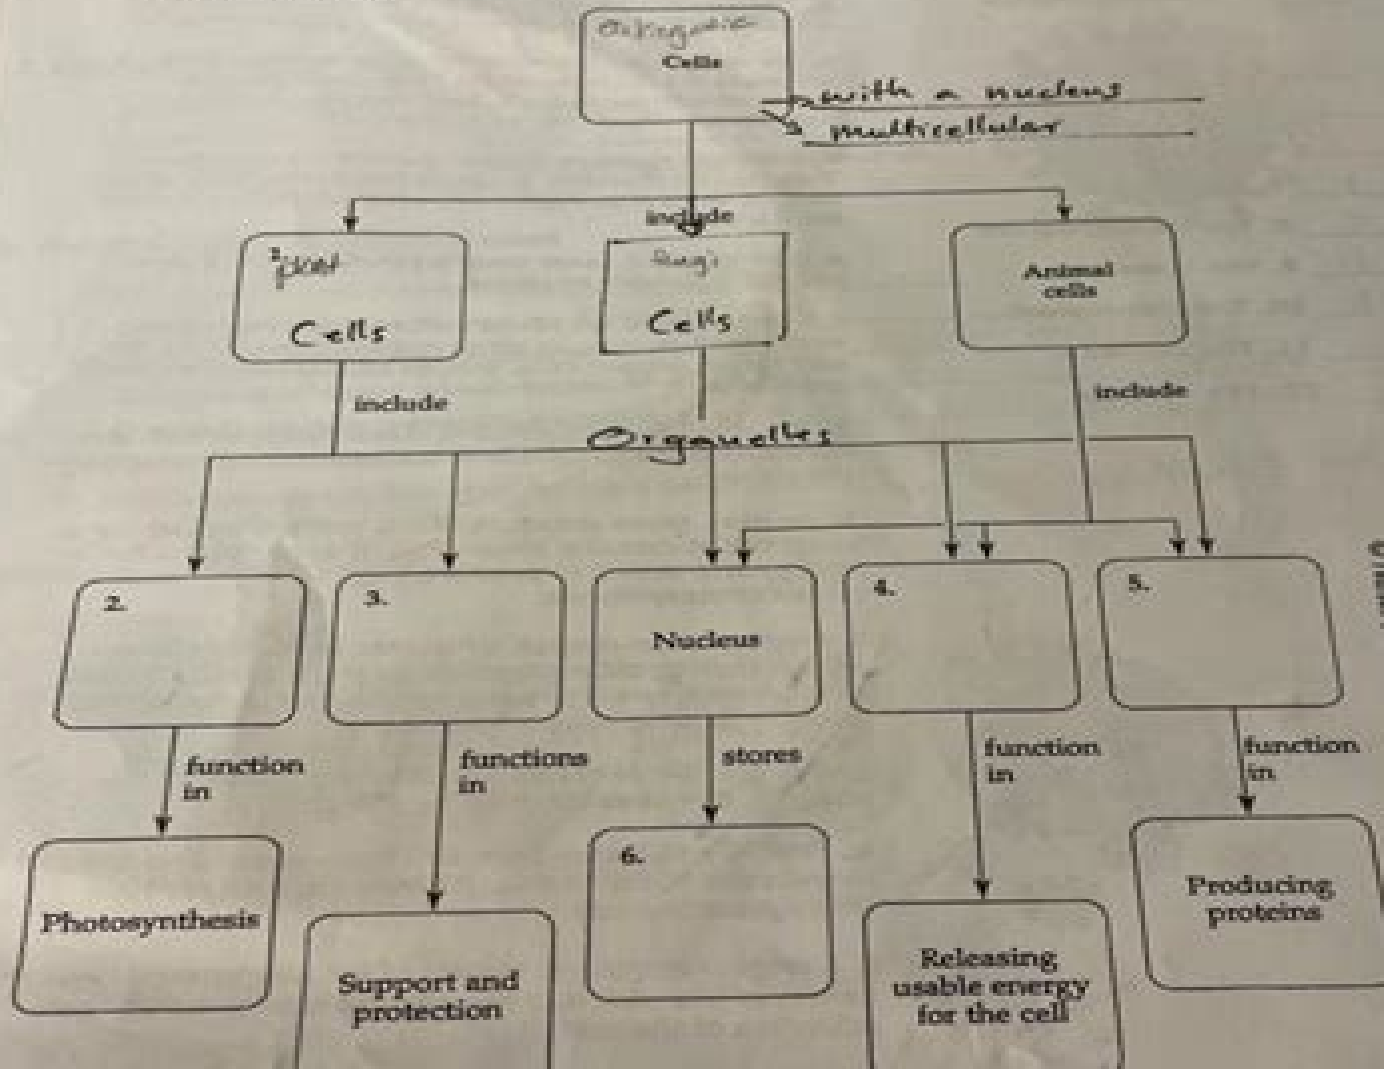 Cells
with a nucleus
multicellular
include
Cells
fungi
Cells
Animal
cells
include
include
Organelles
2.
3.
Nucleus
4.
5.
function
in
functions
in
stores
function
in
function
in
Photosynthesis
Support and
protection
6.
Releasing
usable energy
for the cell
Producing
proteins